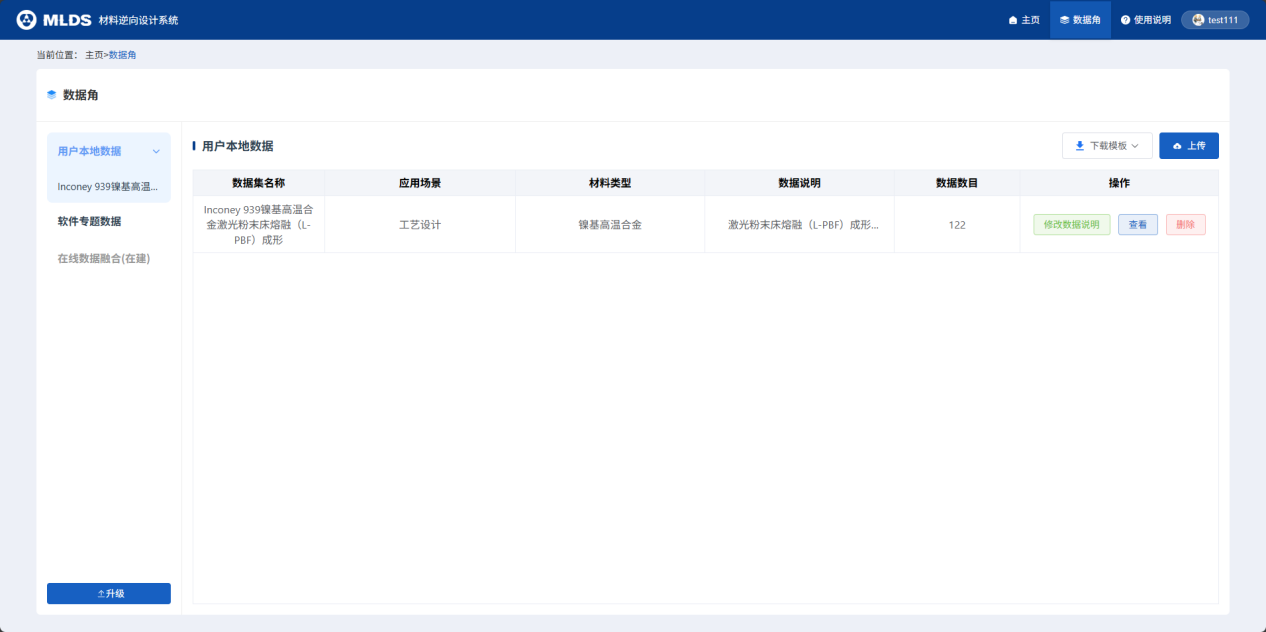 MLDS 材料逆向设计系统
主页
数据角
使用说明
test111
当前位置： 主页>数据角
数据角
用户本地数据
Inconey 939镍基高温...
软件专题数据
在线数据融合(在建)
升级
用户本地数据
下载模板
上传
数据集名称 应用场景 材料类型 数据说明 数据数目 操作
Inconey 939镍基高温合
金激光粉末床熔融（L-
PBF）成形
工艺设计
镍基高温合金
激光粉末床熔融（L-PBF）成形...
122
修改数据说明
查看
删除